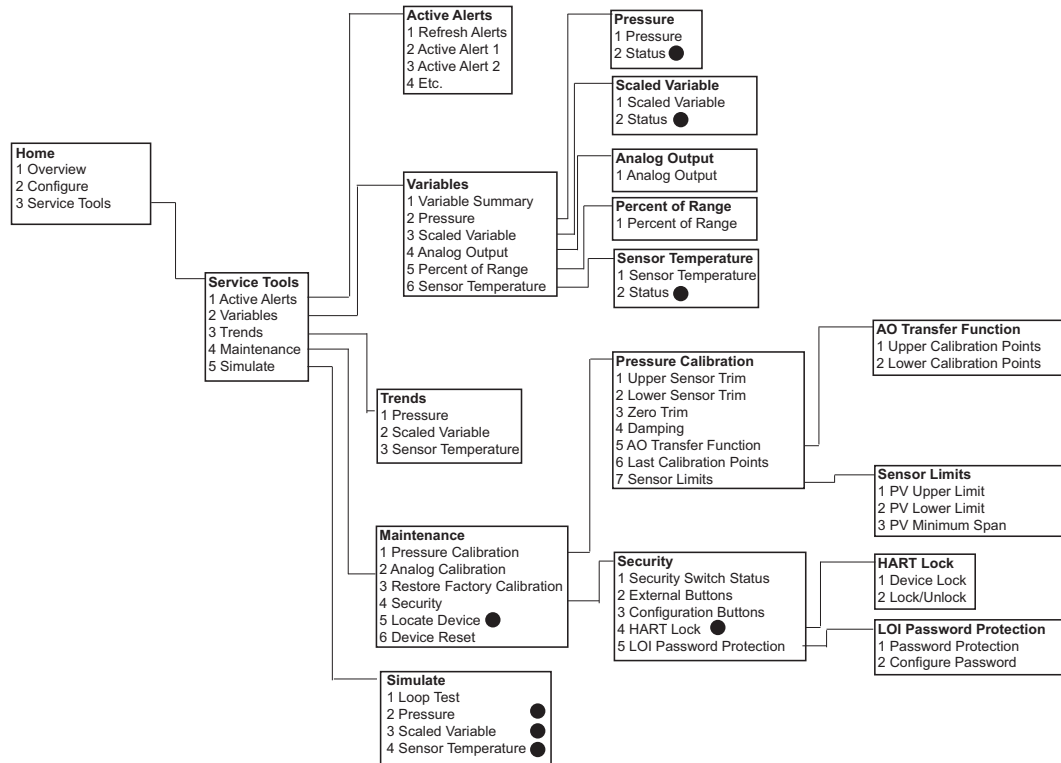 Home
1 Overview
2 Configure
3 Service Tools
Service Tools
1 Active Alerts
2 Variables
3 Trends
4 Maintenance
5 Simulate
Active Alerts
1 Refresh Alerts
2 Active Alert 1
3 Active Alert 2
4 Etc.
Variables
1 Variable Summary
2 Pressure
3 Scaled Variable
4 Analog Output
5 Percent of Range
6 Sensor Temperature
Pressure
1 Pressure
2 Status
Scaled Variable
1 Scaled Variable
2 Status
Analog Output
1 Analog Output
Percent of Range
1 Percent of Range
Sensor Temperature
1 Sensor Temperature
2 Status
Trends
1 Pressure
2 Scaled Variable
3 Sensor Temperature
Maintenance
1 Pressure Calibration
2 Analog Calibration
3 Restore Factory Calibration
4 Security
5 Locate Device
6 Device Reset
Pressure Calibration
1 Upper Sensor Trim
2 Lower Sensor Trim
3 Zero Trim
4 Damping
5 AO Transfer Function
6 Last Calibration Points
7 Sensor Limits
AO Transfer Function
1 Upper Calibration Points
2 Lower Calibration Points
Sensor Limits
1 PV Upper Limit
2 PV Lower Limit
3 PV Minimum Span
Security
1 Security Switch Status
2 External Buttons
3 Configuration Buttons
4 HART Lock
5 LOI Password Protection
HART Lock
1 Device Lock
2 Lock/Unlock
LOI Password Protection
1 Password Protection
2 Configure Password
Simulate
1 Loop Test
2 Pressure
3 Scaled Variable
4 Sensor Temperature